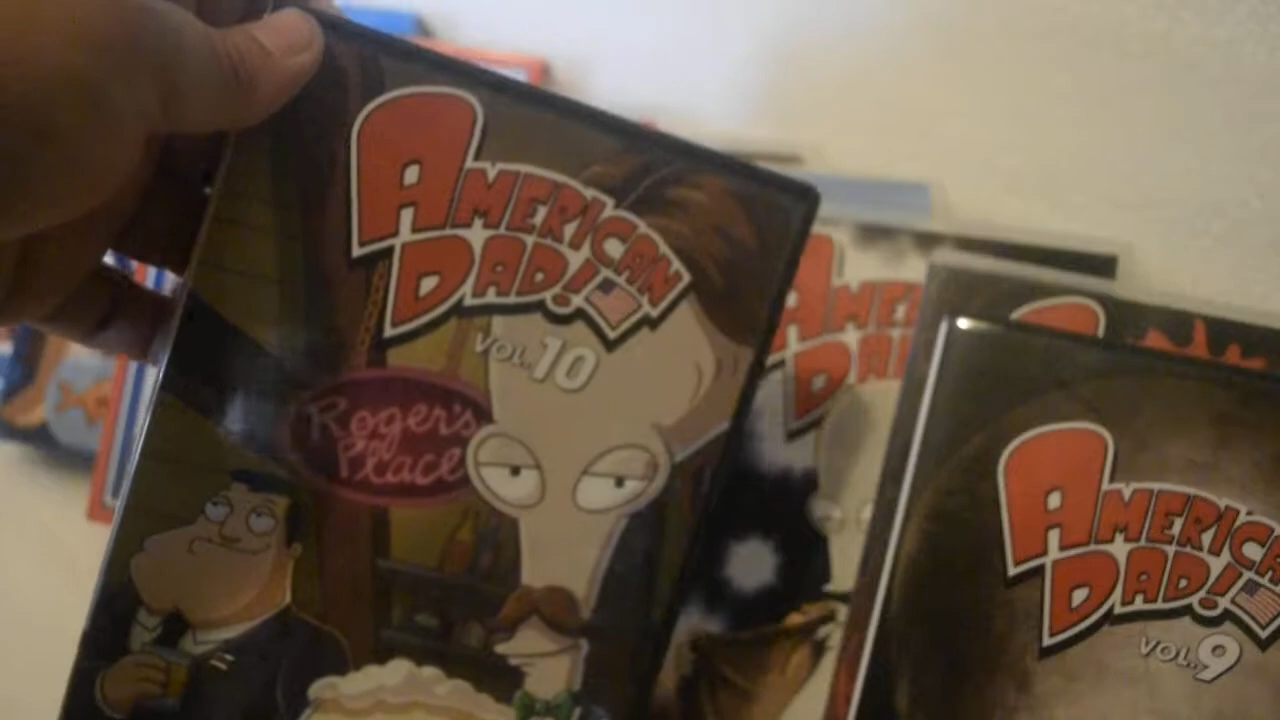 AMERICAN
DAD!
VOL. 10
Roger's
Place
AMERICAN
DAD!
VOL. 9